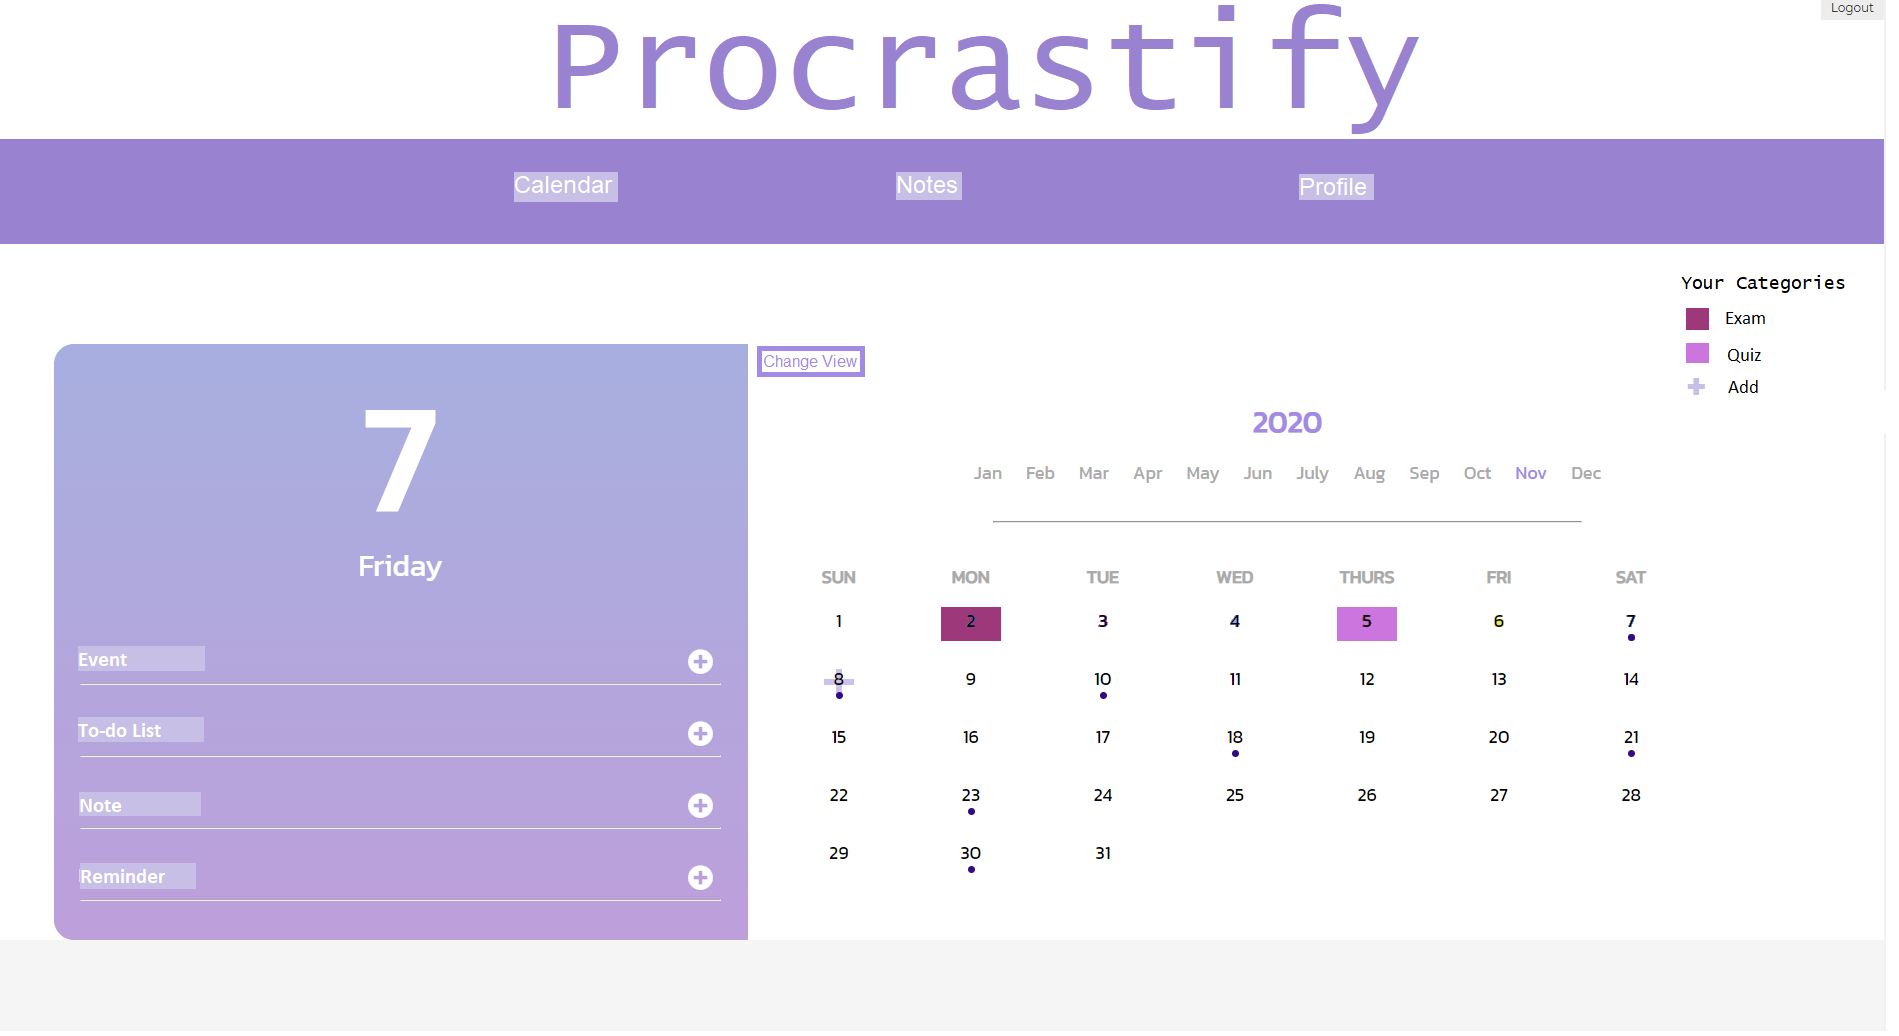 Logout
Procrastify
Calendar Notes Profile
Your Categories
Exam
Quiz
Add
Change View
7
Friday
Event
To-do List
Note
Reminder
2020
Jan Feb Mar Apr May Jun July Aug Sep Oct Nov Dec
SUN MON TUE WED THURS FRI SAT
1 2 3 4 5 6 7
8 9 10 11 12 13 14
15 16 17 18 19 20 21
22 23 24 25 26 27 28
29 30 31